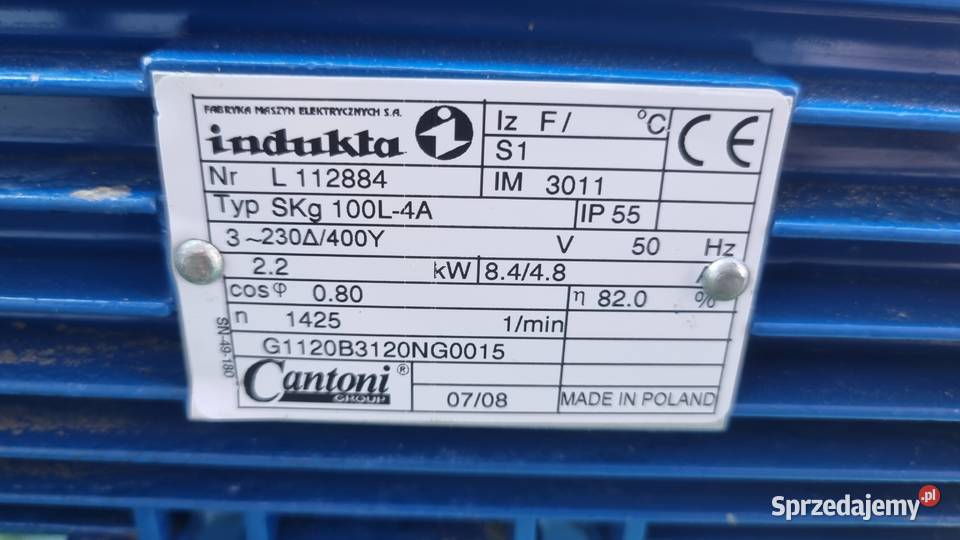 FABRYKA MASZYN ELEKTRYCZNYCH S.A.
indukta
Iz F/ °C
S1
CE
Nr L 112884
IM 3011
Typ SKg 100L-4A
IP 55
3~230Δ/400Y V 50 Hz
2.2 kW 8.4/4.8
cosφ 0.80
η 82.0 %
n 1425 1/min
G1120B3120NG0015
SN-49-180
Cantoni®
GROUP
07/08
MADE IN POLAND
Sprzedajemy.pl